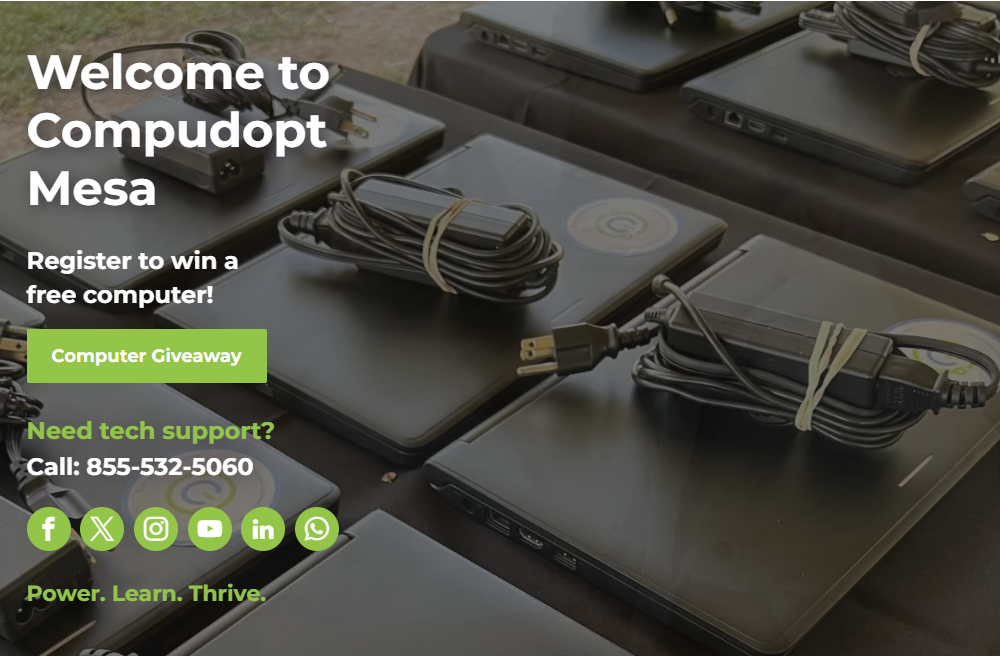 Welcome to
Compudopt
Mesa
Register to win a
free computer!
Computer Giveaway
Need tech support?
Call: 855-532-5060
Power. Learn. Thrive.